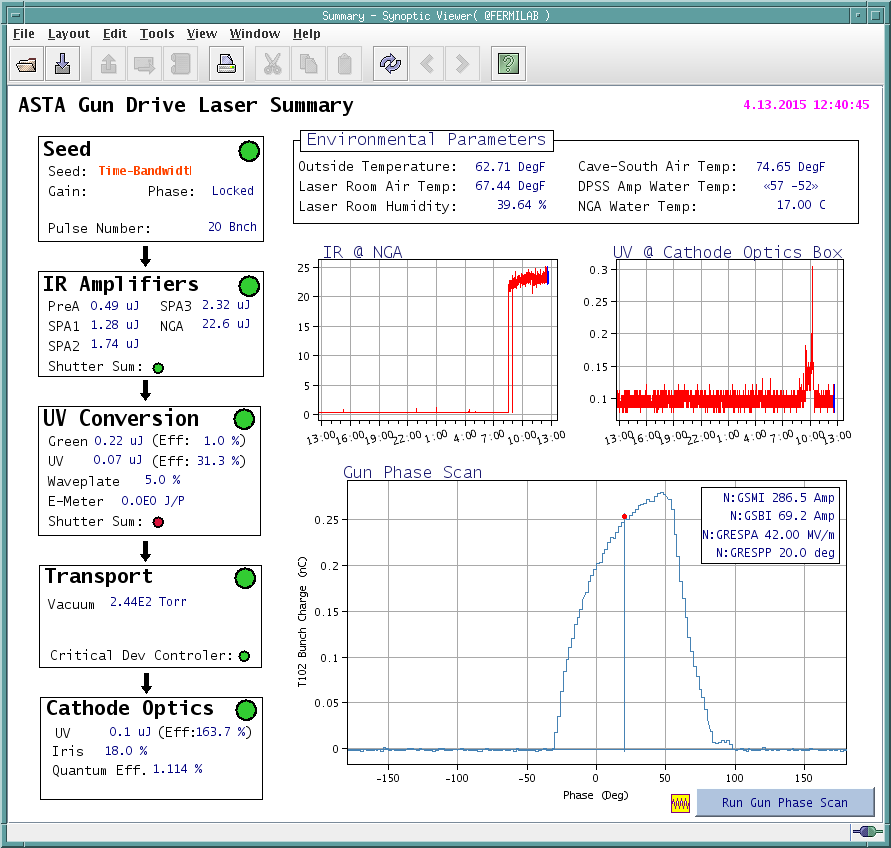 Summary - Synoptic Viewer( @FERMILAB )
File Layout Edit Tools View Window Help
ASTA Gun Drive Laser Summary
4.13.2015 12:40:45
Seed
Seed: Time-Bandwidt
Gain: Phase: Locked
Pulse Number: 20 Bnch
IR Amplifiers
PreA 0.49 uJ SPA3 2.32 uJ
SPA1 1.28 uJ NGA 22.6 uJ
SPA2 1.74 uJ
Shutter Sum:
UV Conversion
Green 0.22 uJ (Eff: 1.0 %)
UV 0.07 uJ (Eff: 31.3 %)
Waveplate 5.0 %
E-Meter 0.0E0 J/P
Shutter Sum:
Transport
Vacuum 2.44E2 Torr
Critical Dev Controler:
Cathode Optics
UV 0.1 uJ (Eff:163.7 %)
Iris 18.0 %
Quantum Eff. 1.114 %
Environmental Parameters
Outside Temperature: 62.71 DegF Cave-South Air Temp: 74.65 DegF
Laser Room Air Temp: 67.44 DegF DPSS Amp Water Temp: «57 -52»
Laser Room Humidity: 39.64 % NGA Water Temp: 17.00 C
IR @ NGA
25
20
15
10
5
0
13:00 16:00 19:00 22:00 1:00 4:00 7:00 10:00 13:00
UV @ Cathode Optics Box
0.3
0.25
0.2
0.15
0.1
13:00 16:00 19:00 22:00 1:00 4:00 7:00 10:00 13:00
Gun Phase Scan
N:GSMI 286.5 Amp
N:GSBI 69.2 Amp
N:GRESPA 42.00 MV/m
N:GRESPP 20.0 deg
T102 Bunch Charge (nC)
0.25
0.2
0.15
0.1
0.05
0
-150 -100 -50 0 50 100 150
Phase (Deg)
Run Gun Phase Scan